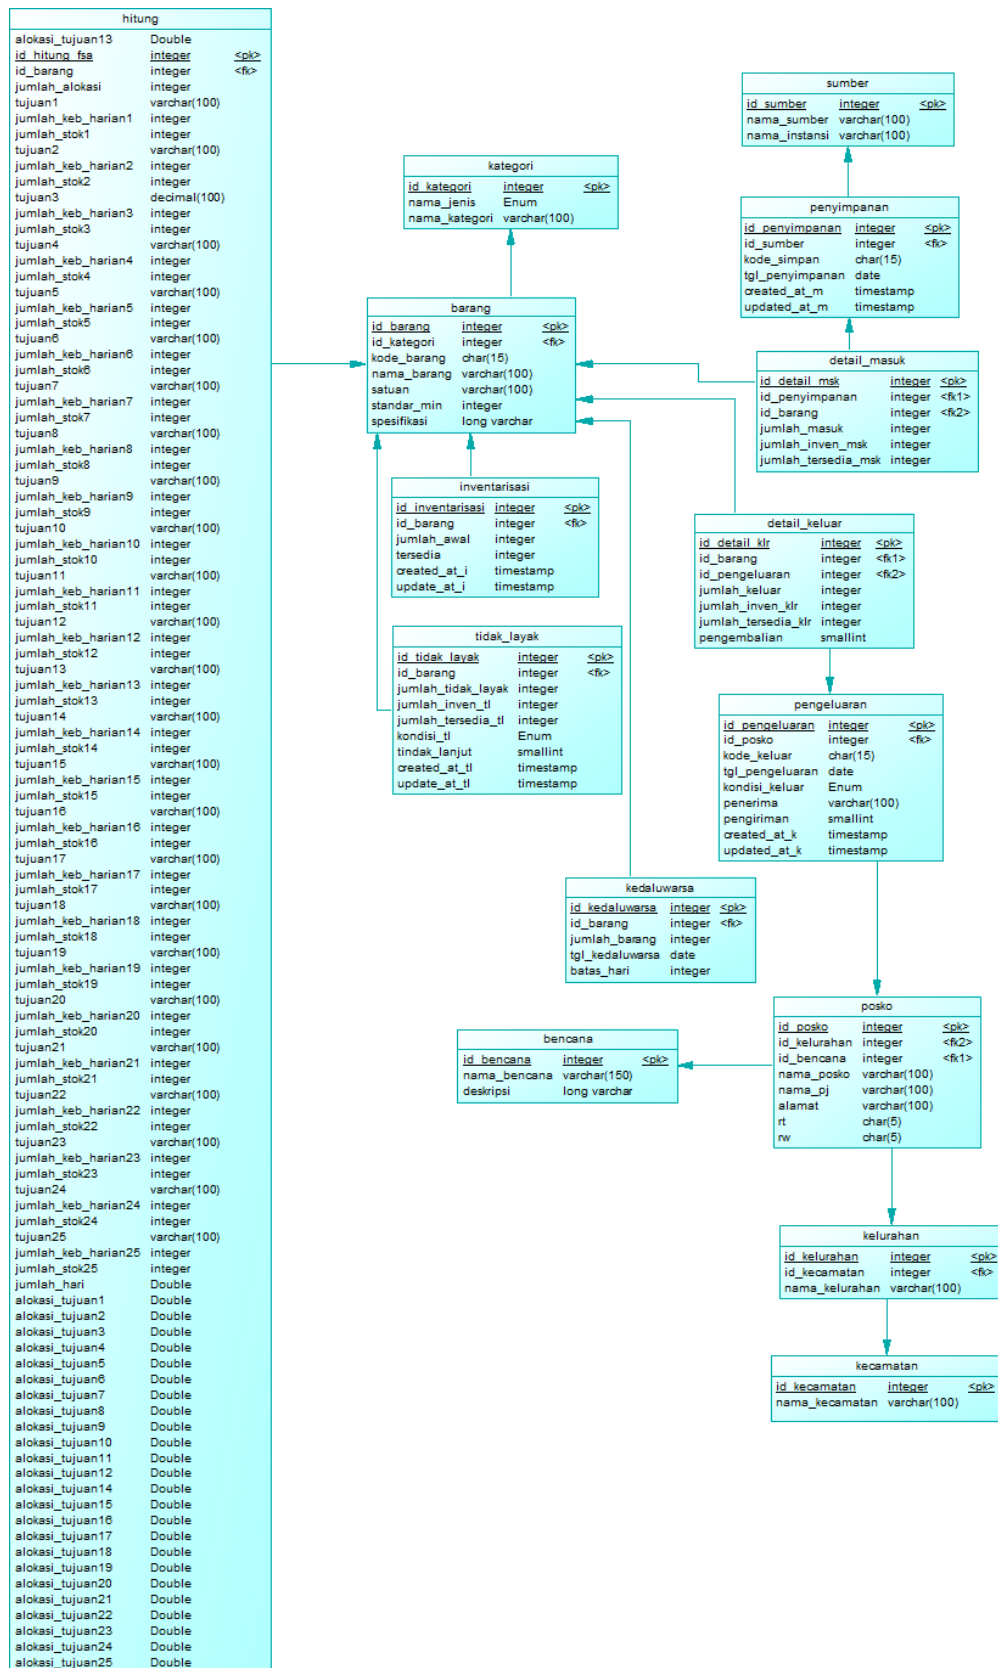 hitung
alokasi_tujuan13 Double
id_hitung_fsa integer <pk>
id_barang integer <fk>
jumlah_alokasi integer
tujuan1 varchar(100)
jumlah_keb_harian1 integer
jumlah_stok1 integer
tujuan2 varchar(100)
jumlah_keb_harian2 integer
jumlah_stok2 integer
tujuan3 decimal(100)
jumlah_keb_harian3 integer
jumlah_stok3 integer
tujuan4 varchar(100)
jumlah_keb_harian4 integer
jumlah_stok4 integer
tujuan5 varchar(100)
jumlah_keb_harian5 integer
jumlah_stok5 integer
tujuan6 varchar(100)
jumlah_keb_harian6 integer
jumlah_stok6 integer
tujuan7 varchar(100)
jumlah_keb_harian7 integer
jumlah_stok7 integer
tujuan8 varchar(100)
jumlah_keb_harian8 integer
jumlah_stok8 integer
tujuan9 varchar(100)
jumlah_keb_harian9 integer
jumlah_stok9 integer
tujuan10 varchar(100)
jumlah_keb_harian10 integer
jumlah_stok10 integer
tujuan11 varchar(100)
jumlah_keb_harian11 integer
jumlah_stok11 integer
tujuan12 varchar(100)
jumlah_keb_harian12 integer
jumlah_stok12 integer
tujuan13 varchar(100)
jumlah_keb_harian13 integer
jumlah_stok13 integer
tujuan14 varchar(100)
jumlah_keb_harian14 integer
jumlah_stok14 integer
tujuan15 varchar(100)
jumlah_keb_harian15 integer
jumlah_stok15 integer
tujuan16 varchar(100)
jumlah_keb_harian16 integer
jumlah_stok16 integer
tujuan17 varchar(100)
jumlah_keb_harian17 integer
jumlah_stok17 integer
tujuan18 varchar(100)
jumlah_keb_harian18 integer
jumlah_stok18 integer
tujuan19 varchar(100)
jumlah_keb_harian19 integer
jumlah_stok19 integer
tujuan20 varchar(100)
jumlah_keb_harian20 integer
jumlah_stok20 integer
tujuan21 varchar(100)
jumlah_keb_harian21 integer
jumlah_stok21 integer
tujuan22 varchar(100)
jumlah_keb_harian22 integer
jumlah_stok22 integer
tujuan23 varchar(100)
jumlah_keb_harian23 integer
jumlah_stok23 integer
tujuan24 varchar(100)
jumlah_keb_harian24 integer
jumlah_stok24 integer
tujuan25 varchar(100)
jumlah_keb_harian25 integer
jumlah_stok25 integer
jumlah_hari Double
alokasi_tujuan1 Double
alokasi_tujuan2 Double
alokasi_tujuan3 Double
alokasi_tujuan4 Double
alokasi_tujuan5 Double
alokasi_tujuan6 Double
alokasi_tujuan7 Double
alokasi_tujuan8 Double
alokasi_tujuan9 Double
alokasi_tujuan10 Double
alokasi_tujuan11 Double
alokasi_tujuan12 Double
alokasi_tujuan14 Double
alokasi_tujuan15 Double
alokasi_tujuan16 Double
alokasi_tujuan17 Double
alokasi_tujuan18 Double
alokasi_tujuan19 Double
alokasi_tujuan20 Double
alokasi_tujuan21 Double
alokasi_tujuan22 Double
alokasi_tujuan23 Double
alokasi_tujuan24 Double
alokasi_tujuan25 Double
kategori
id_kategori integer <pk>
nama_jenis Enum
nama_kategori varchar(100)
barang
id_barang integer <pk>
id_kategori integer <fk>
kode_barang char(15)
nama_barang varchar(100)
satuan varchar(100)
standar_min integer
spesifikasi long varchar
inventarisasi
id_inventarisasi integer <pk>
id_barang integer <fk>
jumlah_awal integer
tersedia integer
created_at_i timestamp
update_at_i timestamp
tidak_layak
id_tidak_layak integer <pk>
id_barang integer <fk>
jumlah_tidak_layak integer
jumlah_inven_tl integer
jumlah_tersedia_tl integer
kondisi_tl Enum
tindak_lanjut smallint
created_at_tl timestamp
update_at_tl timestamp
kedaluwarsa
id_kedaluwarsa integer <pk>
id_barang integer <fk>
jumlah_barang integer
tgl_kedaluwarsa date
batas_hari integer
bencana
id_bencana integer <pk>
nama_bencana varchar(150)
deskripsi long varchar
sumber
id_sumber integer <pk>
nama_sumber varchar(100)
nama_instansi varchar(100)
penyimpanan
id_penyimpanan integer <pk>
id_sumber integer <fk>
kode_simpan char(15)
tgl_penyimpanan date
created_at_m timestamp
updated_at_m timestamp
detail_masuk
id_detail_msk integer <pk>
id_penyimpanan integer <fk1>
id_barang integer <fk2>
jumlah_masuk integer
jumlah_inven_msk integer
jumlah_tersedia_msk integer
detail_keluar
id_detail_klr integer <pk>
id_barang integer <fk1>
id_pengeluaran integer <fk2>
jumlah_keluar integer
jumlah_inven_klr integer
jumlah_tersedia_klr integer
pengembalian smallint
pengeluaran
id_pengeluaran integer <pk>
id_posko integer <fk>
kode_keluar char(15)
tgl_pengeluaran date
kondisi_keluar Enum
penerima varchar(100)
pengiriman smallint
created_at_k timestamp
updated_at_k timestamp
posko
id_posko integer <pk>
id_kelurahan integer <fk2>
id_bencana integer <fk1>
nama_posko varchar(100)
nama_pj varchar(100)
alamat varchar(100)
rt char(5)
rw char(5)
kelurahan
id_kelurahan integer <pk>
id_kecamatan integer <fk>
nama_kelurahan varchar(100)
kecamatan
id_kecamatan integer <pk>
nama_kecamatan varchar(100)